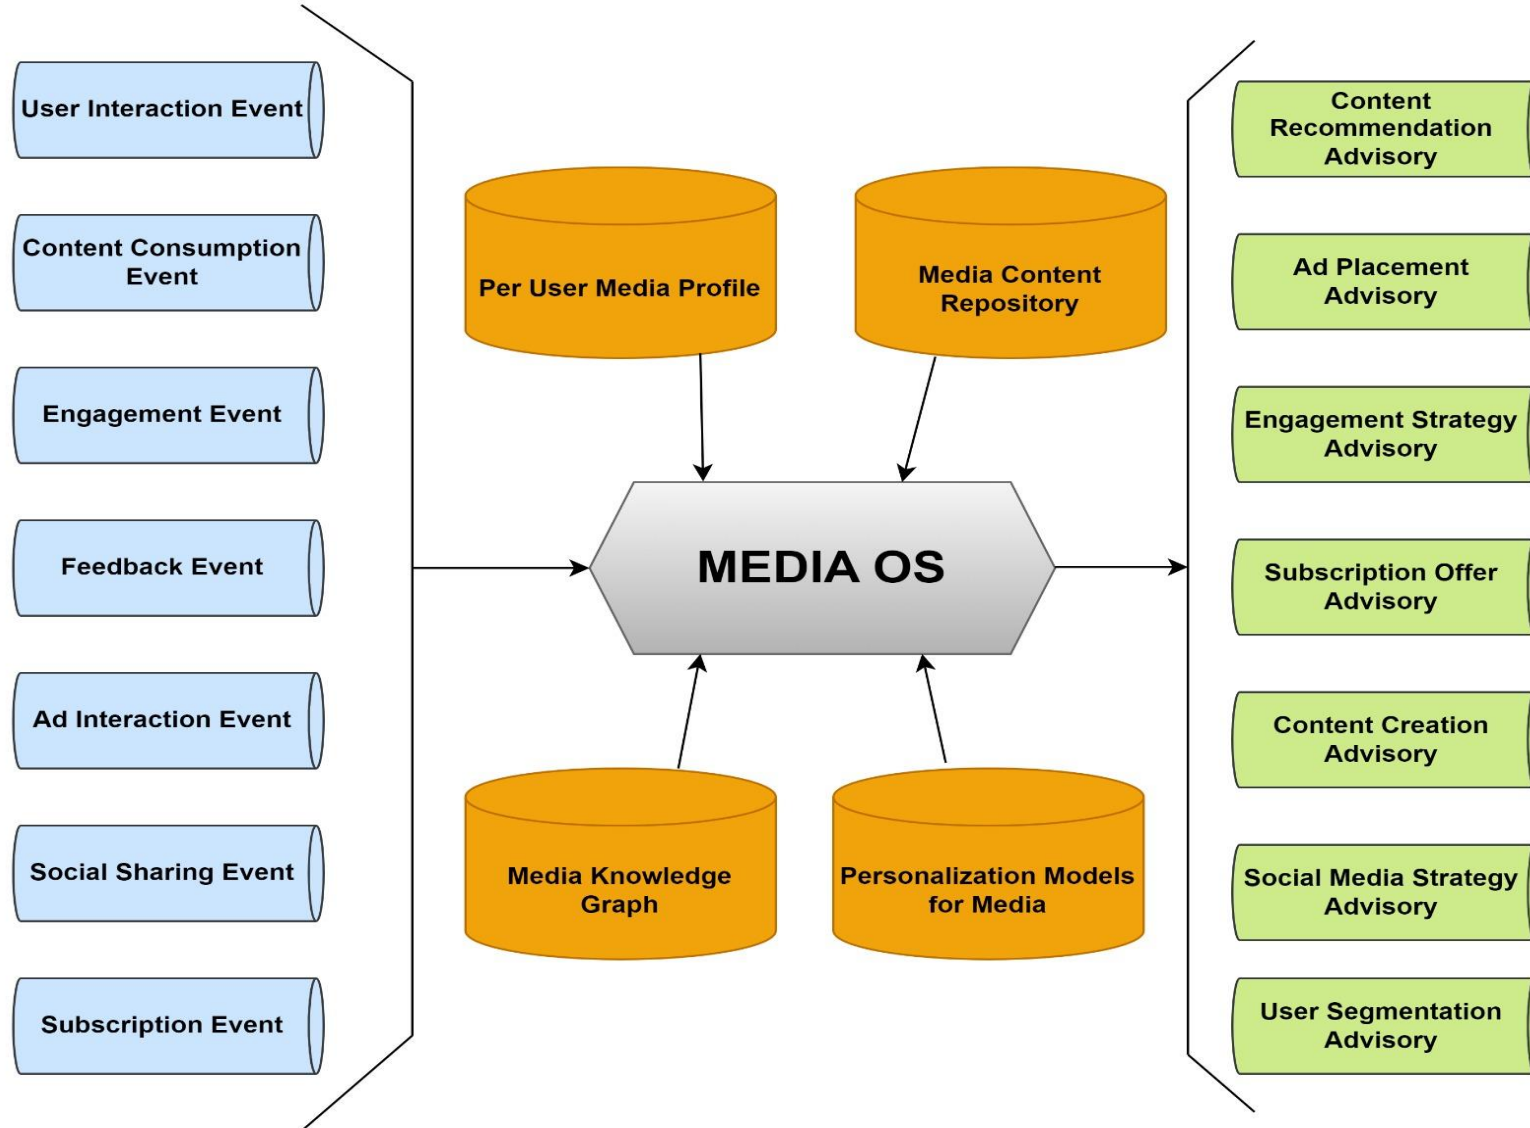 User Interaction Event
Content Consumption
Event
Engagement Event
Feedback Event
Ad Interaction Event
Social Sharing Event
Subscription Event
Per User Media Profile
Media Content
Repository
MEDIA OS
Media Knowledge
Graph
Personalization Models
for Media
Content
Recommendation
Advisory
Ad Placement
Advisory
Engagement Strategy
Advisory
Subscription Offer
Advisory
Content Creation
Advisory
Social Media Strategy
Advisory
User Segmentation
Advisory